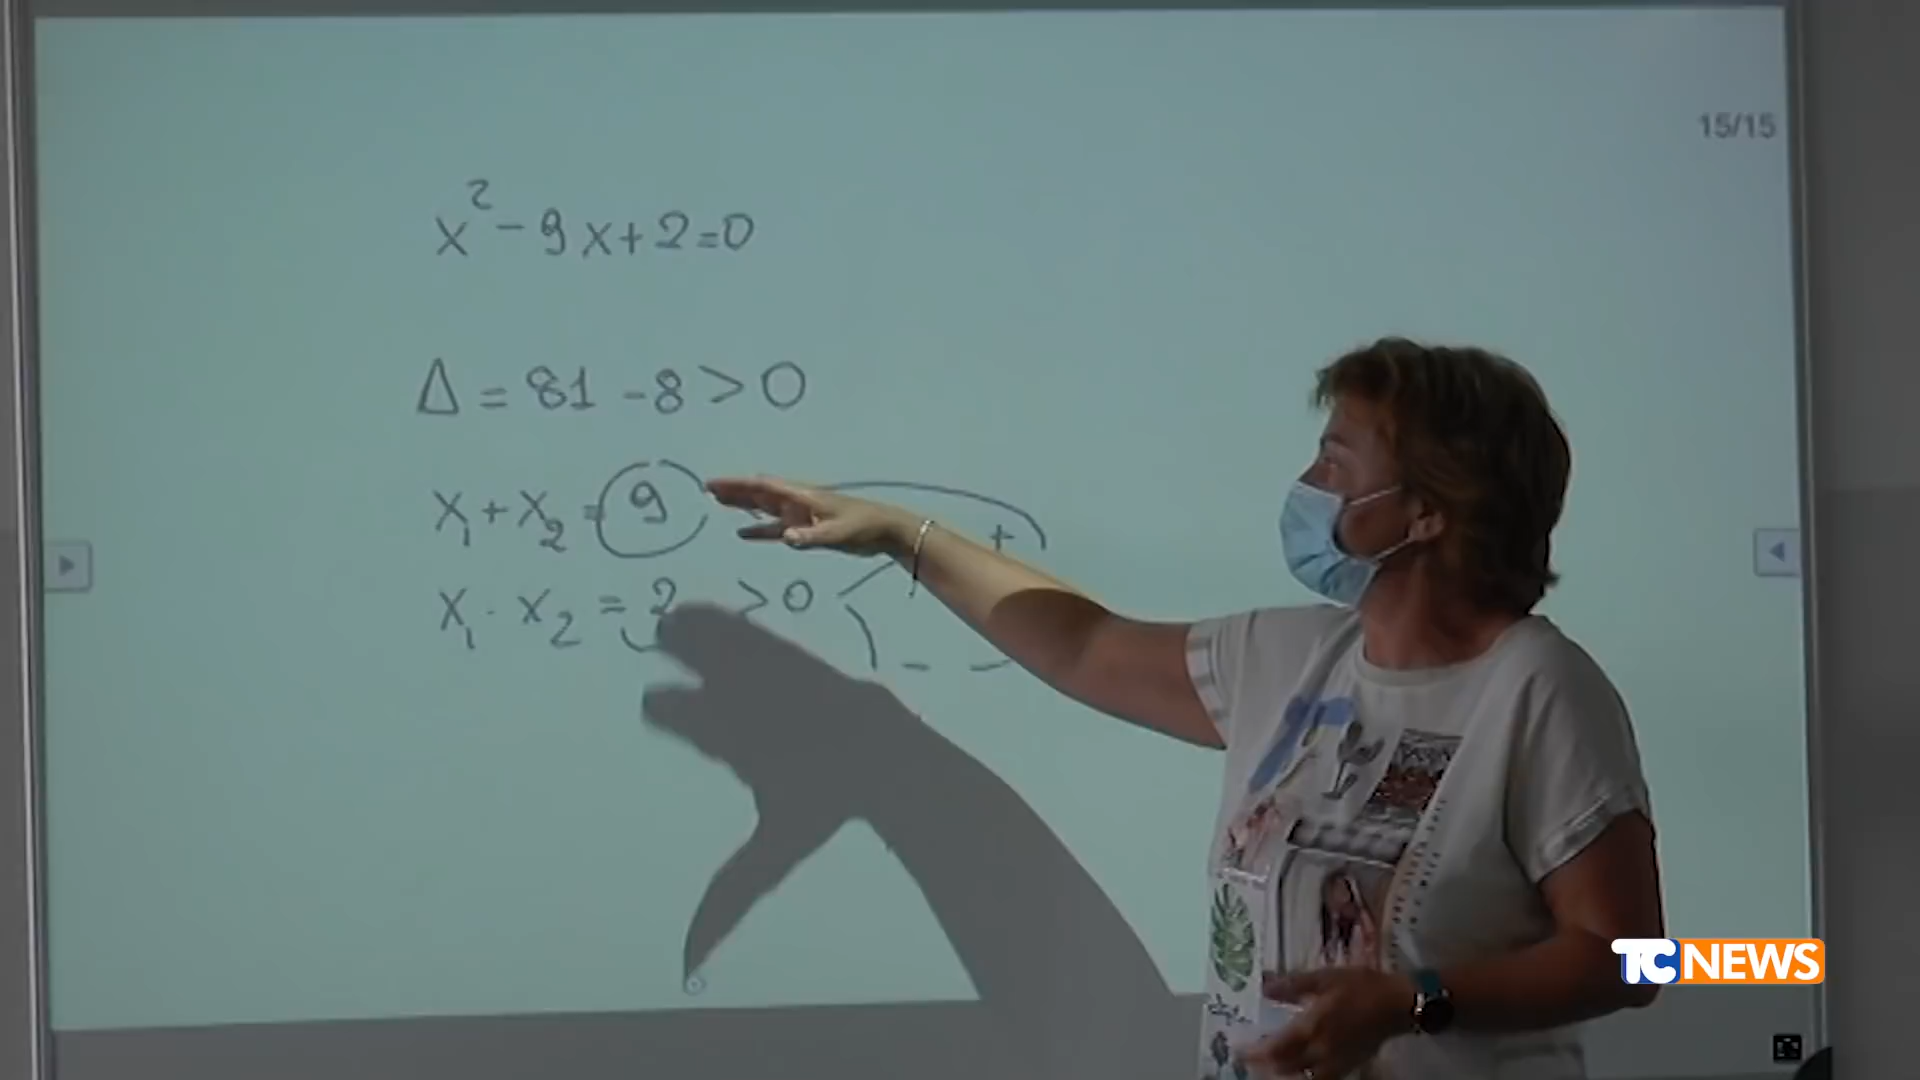 15/15
x² - 9x + 2 = 0
Δ = 81 - 8 > 0
x₁ + x₂ = 9
+
x₁ · x₂ = 2 > 0
- -
TC NEWS